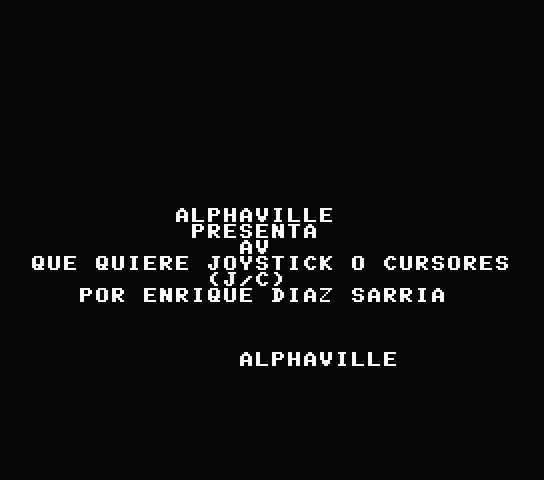 ALPHAVILLE
PRESENTA
AV
QUE QUIERE JOYSTICK O CURSORES
(J/C)
POR ENRIQUE DIAZ SARRIA
ALPHAVILLE